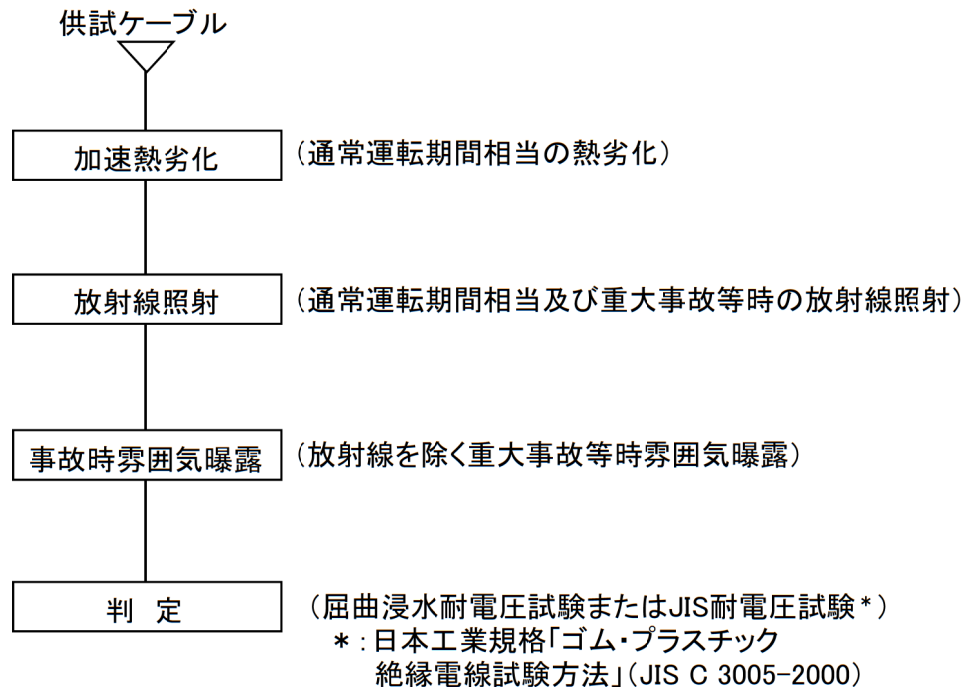 供試ケーブル
加速熱劣化 (通常運転期間相当の熱劣化)
放射線照射 (通常運転期間相当及び重大事故等時の放射線照射)
事故時雰囲気曝露 (放射線を除く重大事故等時雰囲気曝露)
判 定 (屈曲浸水耐電圧試験またはJIS耐電圧試験*)
*:日本工業規格「ゴム・プラスチック
絶縁電線試験方法」(JIS C 3005-2000)